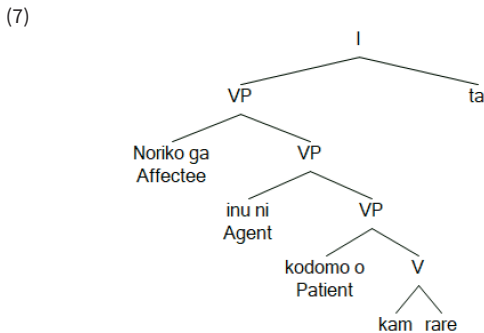 (7)
I
VP ta
Noriko ga VP
Affectee
inu ni VP
Agent
kodomo o V
Patient
kam rare